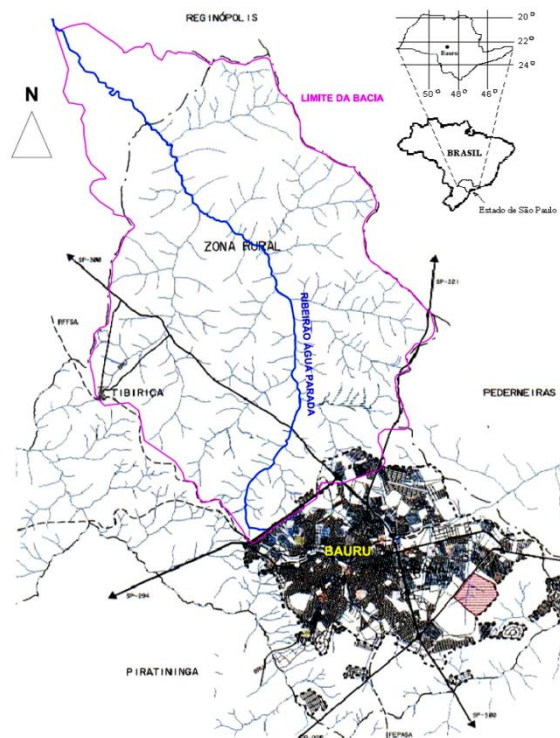 REGINÓPOLIS
20°
22°
24°
Bauru
50° 48° 46°
LIMITE DA BACIA
N
BRASIL
Estado de São Paulo
ZONA RURAL
SP-300
SP-321
RFFSA
RIBEIRÃO ÁGUA PARADA
TIBIRIÇA
PEDERNEIRAS
BAURU
SP-294
PIRATININGA
SP-300
FEPASA